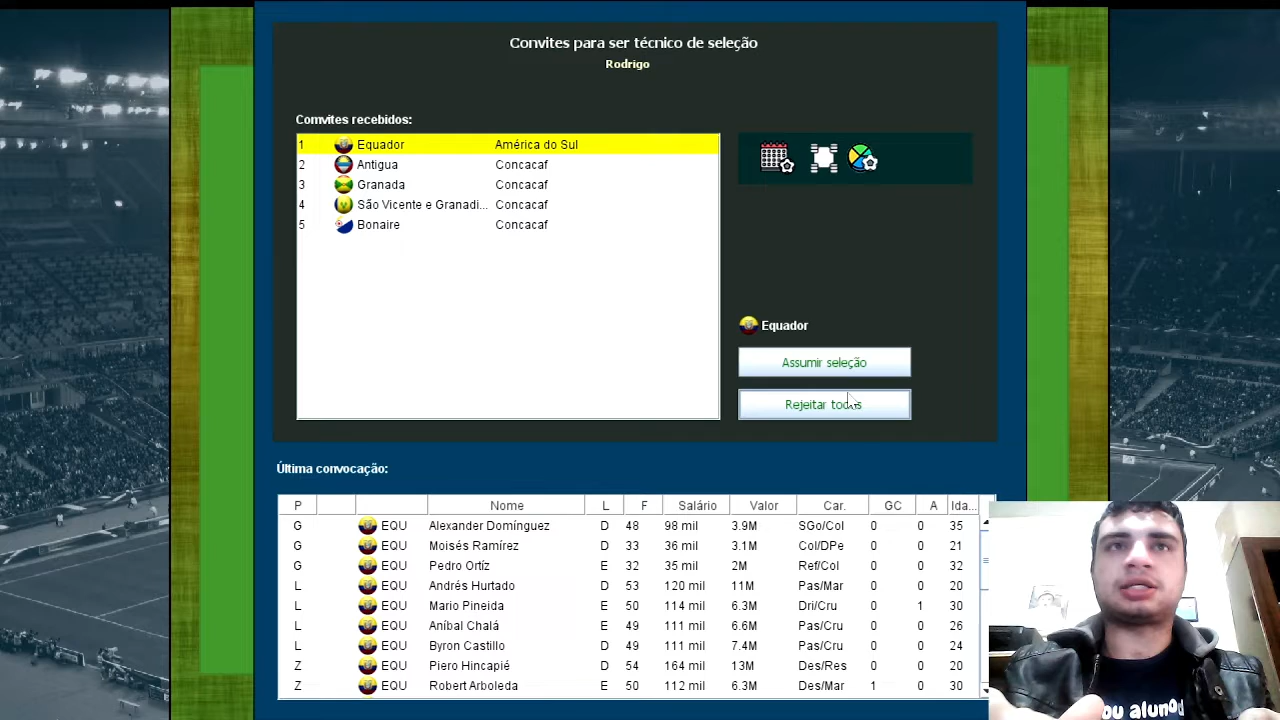 Convites para ser técnico de seleção
Rodrigo
Convites recebidos:
1 Equador América do Sul
2 Antigua Concacaf
3 Granada Concacaf
4 São Vicente e Granadi... Concacaf
5 Bonaire Concacaf
Equador
Assumir seleção
Rejeitar todas
Última convocação:
P Nome L F Salário Valor Car. GC A Ida...
G EQU Alexander Domínguez D 48 98 mil 3.9M SGo/Col 0 0 35
G EQU Moisés Ramírez D 33 36 mil 3.1M Col/DPe 0 0 21
G EQU Pedro Ortíz E 32 35 mil 2M Ref/Col 0 0 32
L EQU Andrés Hurtado D 53 120 mil 11M Pas/Mar 0 0 20
L EQU Mario Pineida E 50 114 mil 6.3M Dri/Cru 0 1 30
L EQU Aníbal Chalá E 49 111 mil 6.6M Pas/Cru 0 0 26
L EQU Byron Castillo D 49 111 mil 7.4M Pas/Cru 0 0 24
Z EQU Piero Hincapié D 54 164 mil 13M Des/Res 0 0 20
Z EQU Robert Arboleda E 50 112 mil 6.3M Des/Mar 1 0 30
ou aluno d